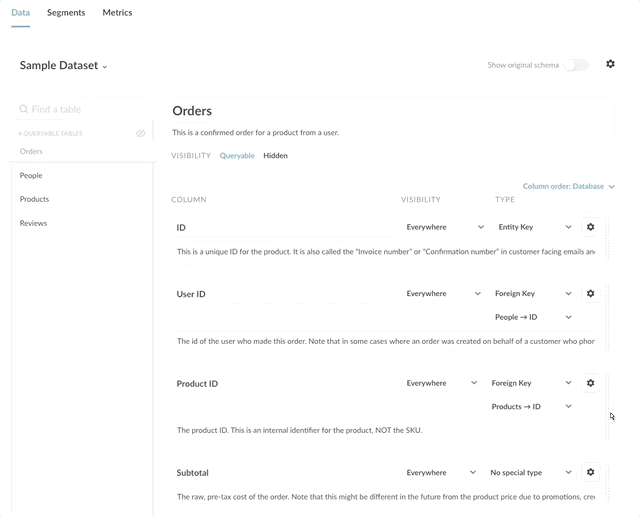 Data Segments Metrics
Sample Dataset
Show original schema
Find a table
4 QUERYABLE TABLES
Orders
People
Products
Reviews
Orders
This is a confirmed order for a product from a user.
VISIBILITY Queryable Hidden
Column order: Database
COLUMN VISIBILITY TYPE
ID Everywhere Entity Key
This is a unique ID for the product. It is also called the "Invoice number" or "Confirmation number" in customer facing emails an
User ID Everywhere Foreign Key
People → ID
The id of the user who made this order. Note that in some cases where an order was created on behalf of a customer who phor
Product ID Everywhere Foreign Key
Products → ID
The product ID. This is an internal identifier for the product, NOT the SKU.
Subtotal Everywhere No special type
The raw, pre-tax cost of the order. Note that this might be different in the future from the product price due to promotions, cre